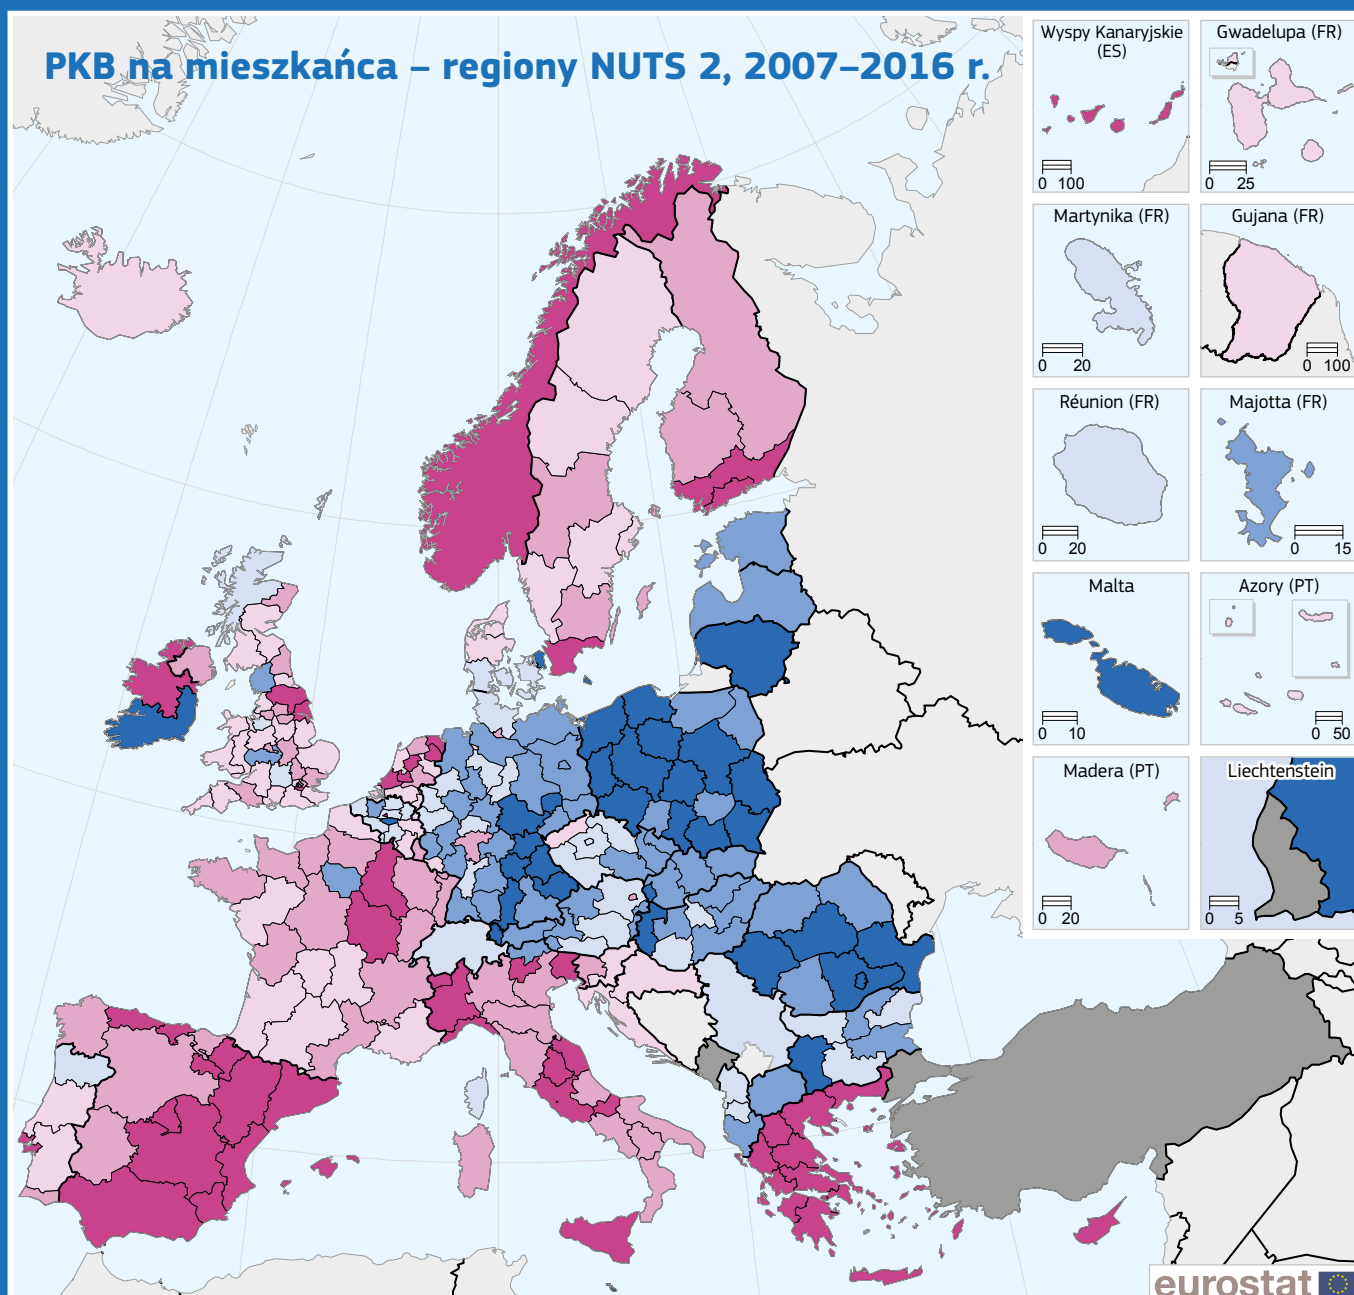 PKB na mieszkańca – regiony NUTS 2, 2007–2016 r.
Wyspy Kanaryjskie
(ES)
0 100
Gwadelupa (FR)
0 25
Martynika (FR)
0 20
Gujana (FR)
0 100
Réunion (FR)
0 20
Majotta (FR)
0 15
Malta
0 10
Azory (PT)
0 50
Madera (PT)
0 20
Liechtenstein
0 5
eurostat